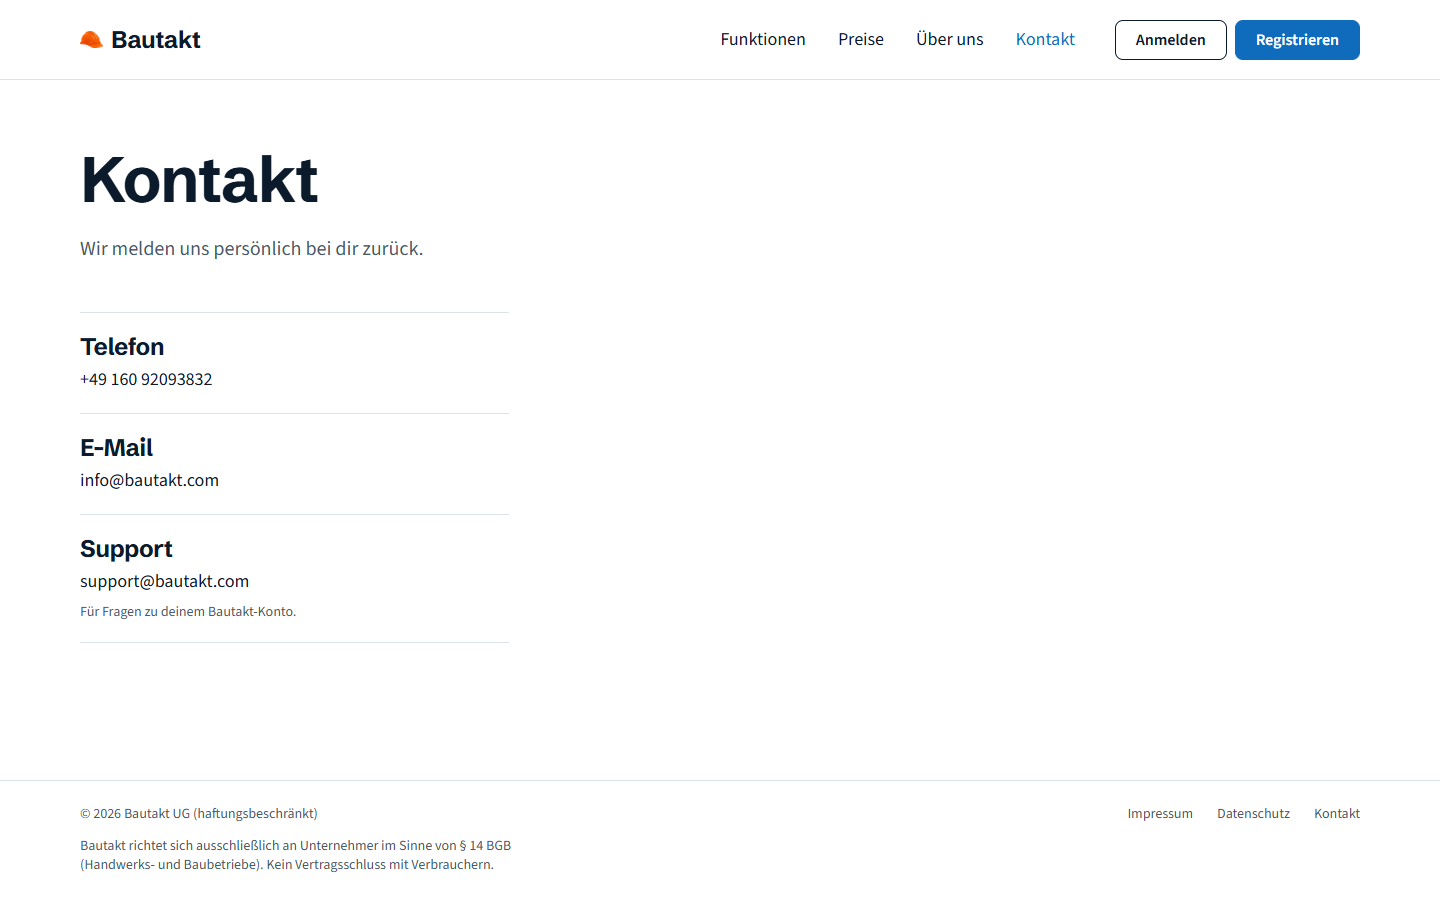 Bautakt
Funktionen Preise Über uns Kontakt Anmelden Registrieren
Kontakt
Wir melden uns persönlich bei dir zurück.
Telefon
+49 160 92093832
E-Mail
info@bautakt.com
Support
support@bautakt.com
Für Fragen zu deinem Bautakt-Konto.
© 2026 Bautakt UG (haftungsbeschränkt)
Impressum Datenschutz Kontakt
Bautakt richtet sich ausschließlich an Unternehmer im Sinne von § 14 BGB
(Handwerks- und Baubetriebe). Kein Vertragsschluss mit Verbrauchern.